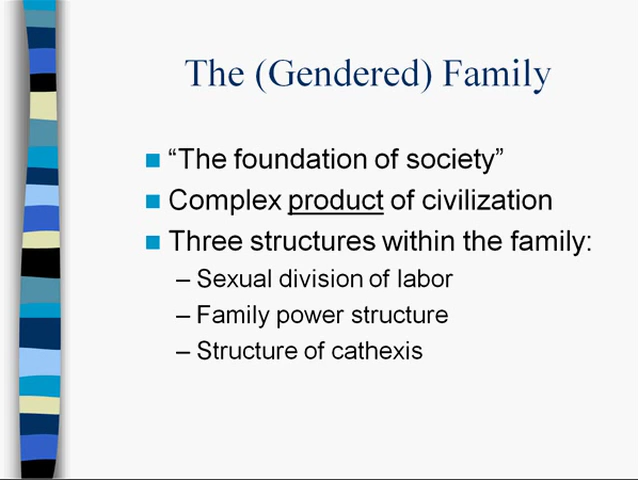 The (Gendered) Family
■ “The foundation of society”
■ Complex product of civilization
■ Three structures within the family:
– Sexual division of labor
– Family power structure
– Structure of cathexis